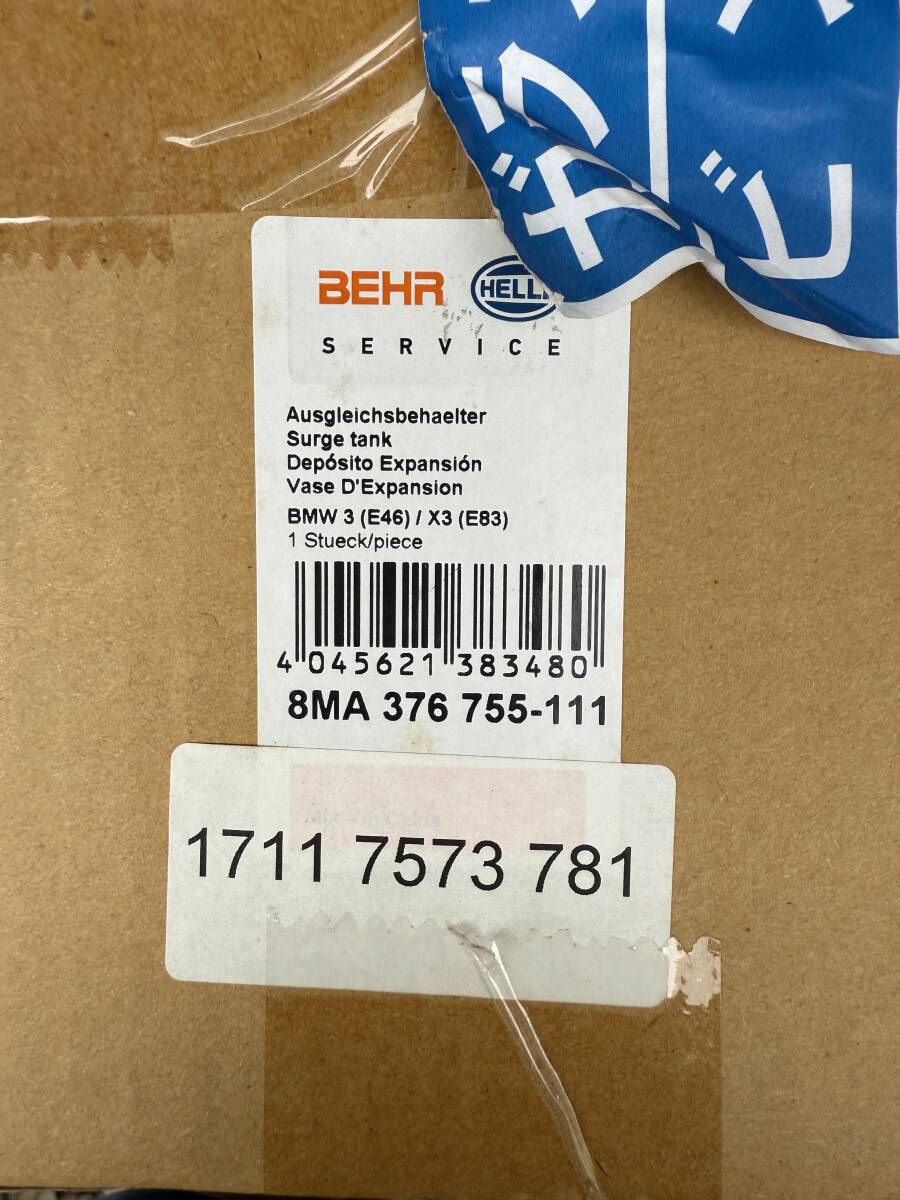 BEHR HELLA
SERVICE
Ausgleichsbehaelter
Surge tank
Depósito Expansión
Vase D'Expansion
BMW 3 (E46) / X3 (E83)
1 Stueck/piece
4 045621 383480
8MA 376 755-111
1711 7573 781